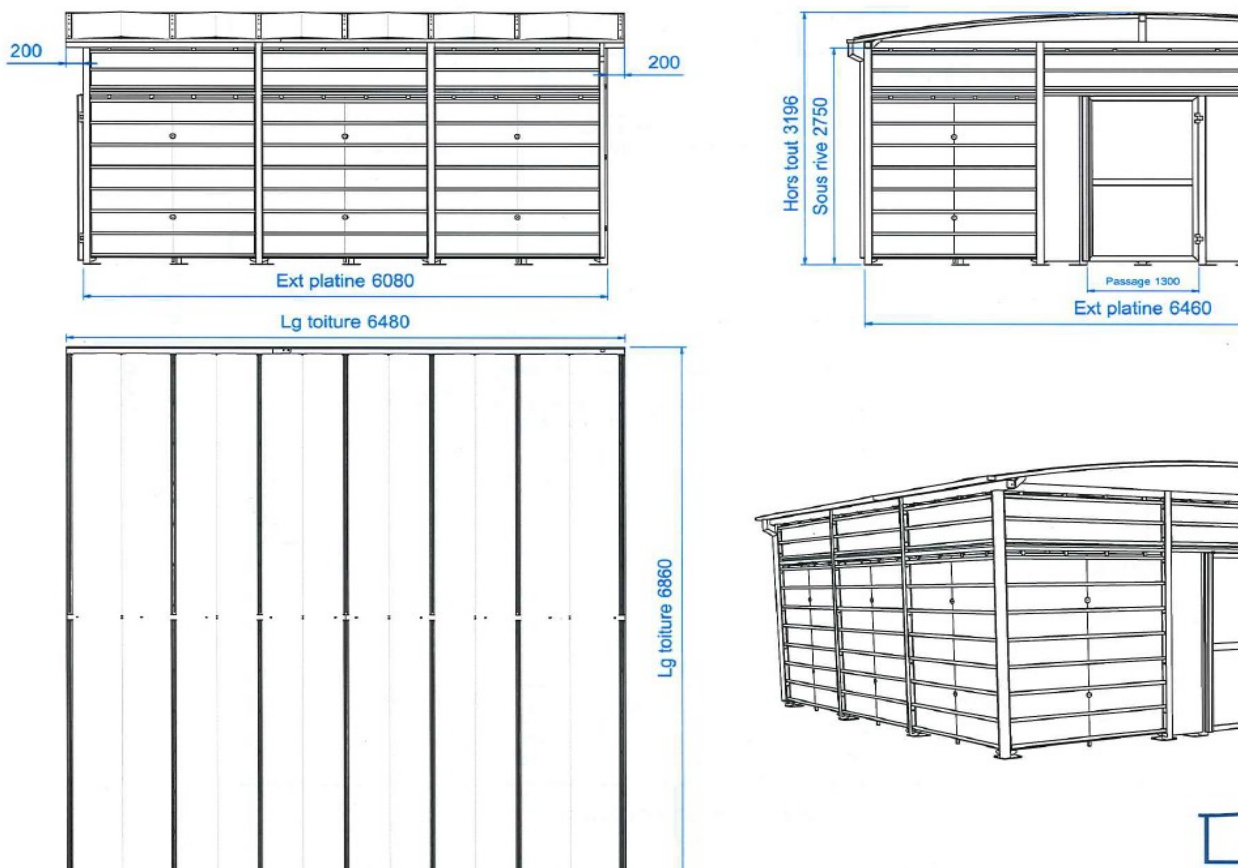 200
200
Ext platine 6080
Hors tout 3196
Sous rive 2750
Passage 1300
Ext platine 6460
Lg toiture 6480
Lg toiture 6860